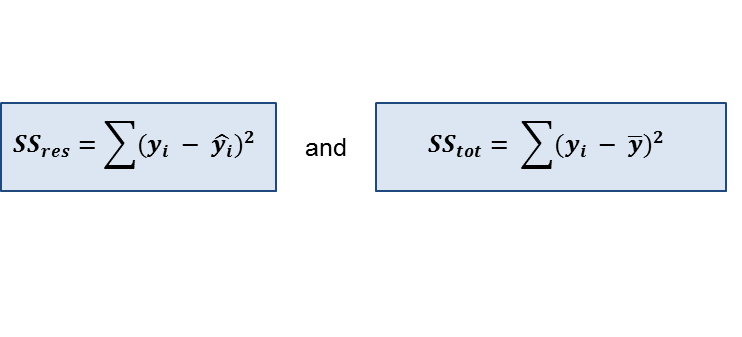 SS_res = ∑(y_i − ŷ_i)² and SS_tot = ∑(y_i − ȳ)²